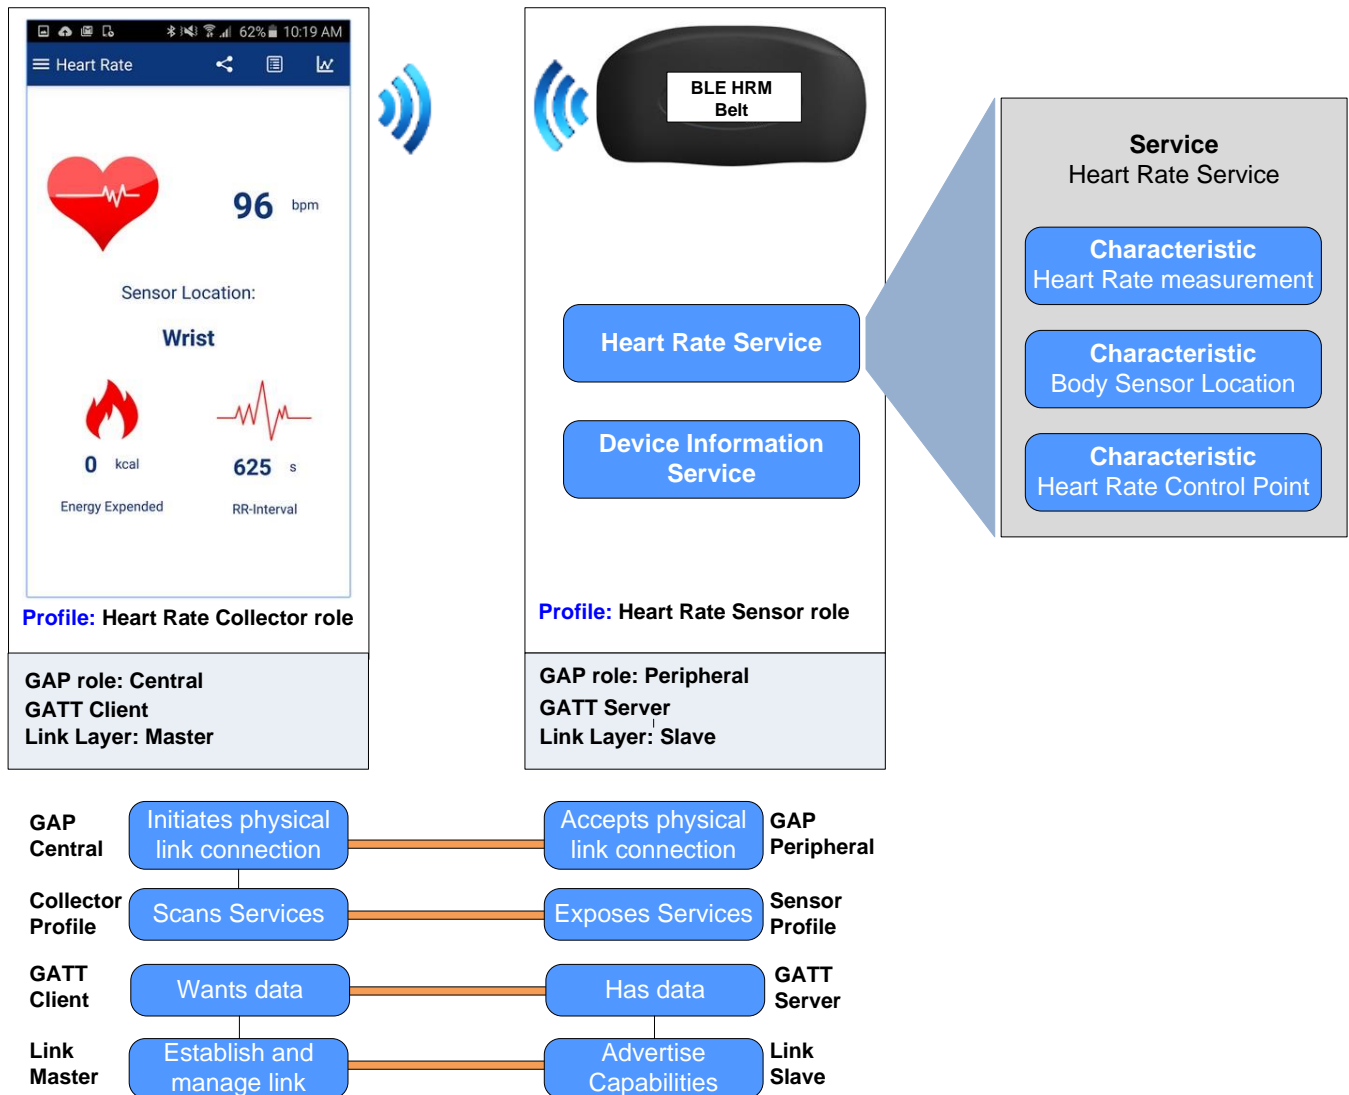 62% 10:19 AM
Heart Rate
96 bpm
Sensor Location:
Wrist
0 kcal
625 s
Energy Expended
RR-Interval
Profile: Heart Rate Collector role
GAP role: Central
GATT Client
Link Layer: Master
BLE HRM
Belt
Heart Rate Service
Device Information
Service
Profile: Heart Rate Sensor role
GAP role: Peripheral
GATT Server
Link Layer: Slave
Service
Heart Rate Service
Characteristic
Heart Rate measurement
Characteristic
Body Sensor Location
Characteristic
Heart Rate Control Point
GAP
Central
Initiates physical
link connection
Accepts physical
link connection
GAP
Peripheral
Collector
Profile
Scans Services
Exposes Services
Sensor
Profile
GATT
Client
Wants data
Has data
GATT
Server
Link
Master
Establish and
manage link
Advertise
Capabilities
Link
Slave